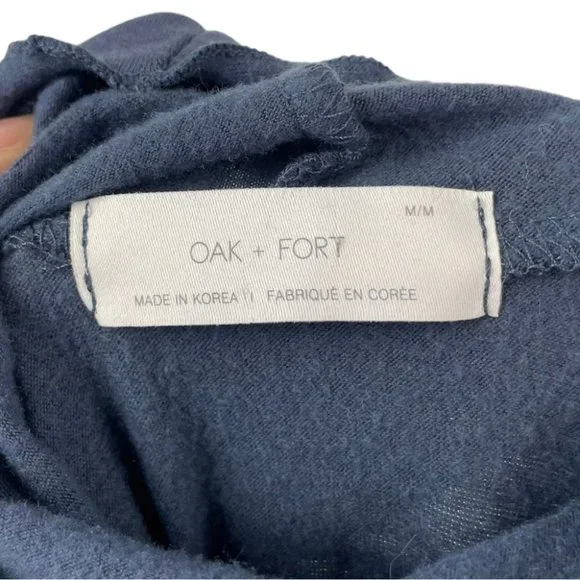 M/M
OAK + FORT
MADE IN KOREA | FABRIQUÉ EN CORÉE